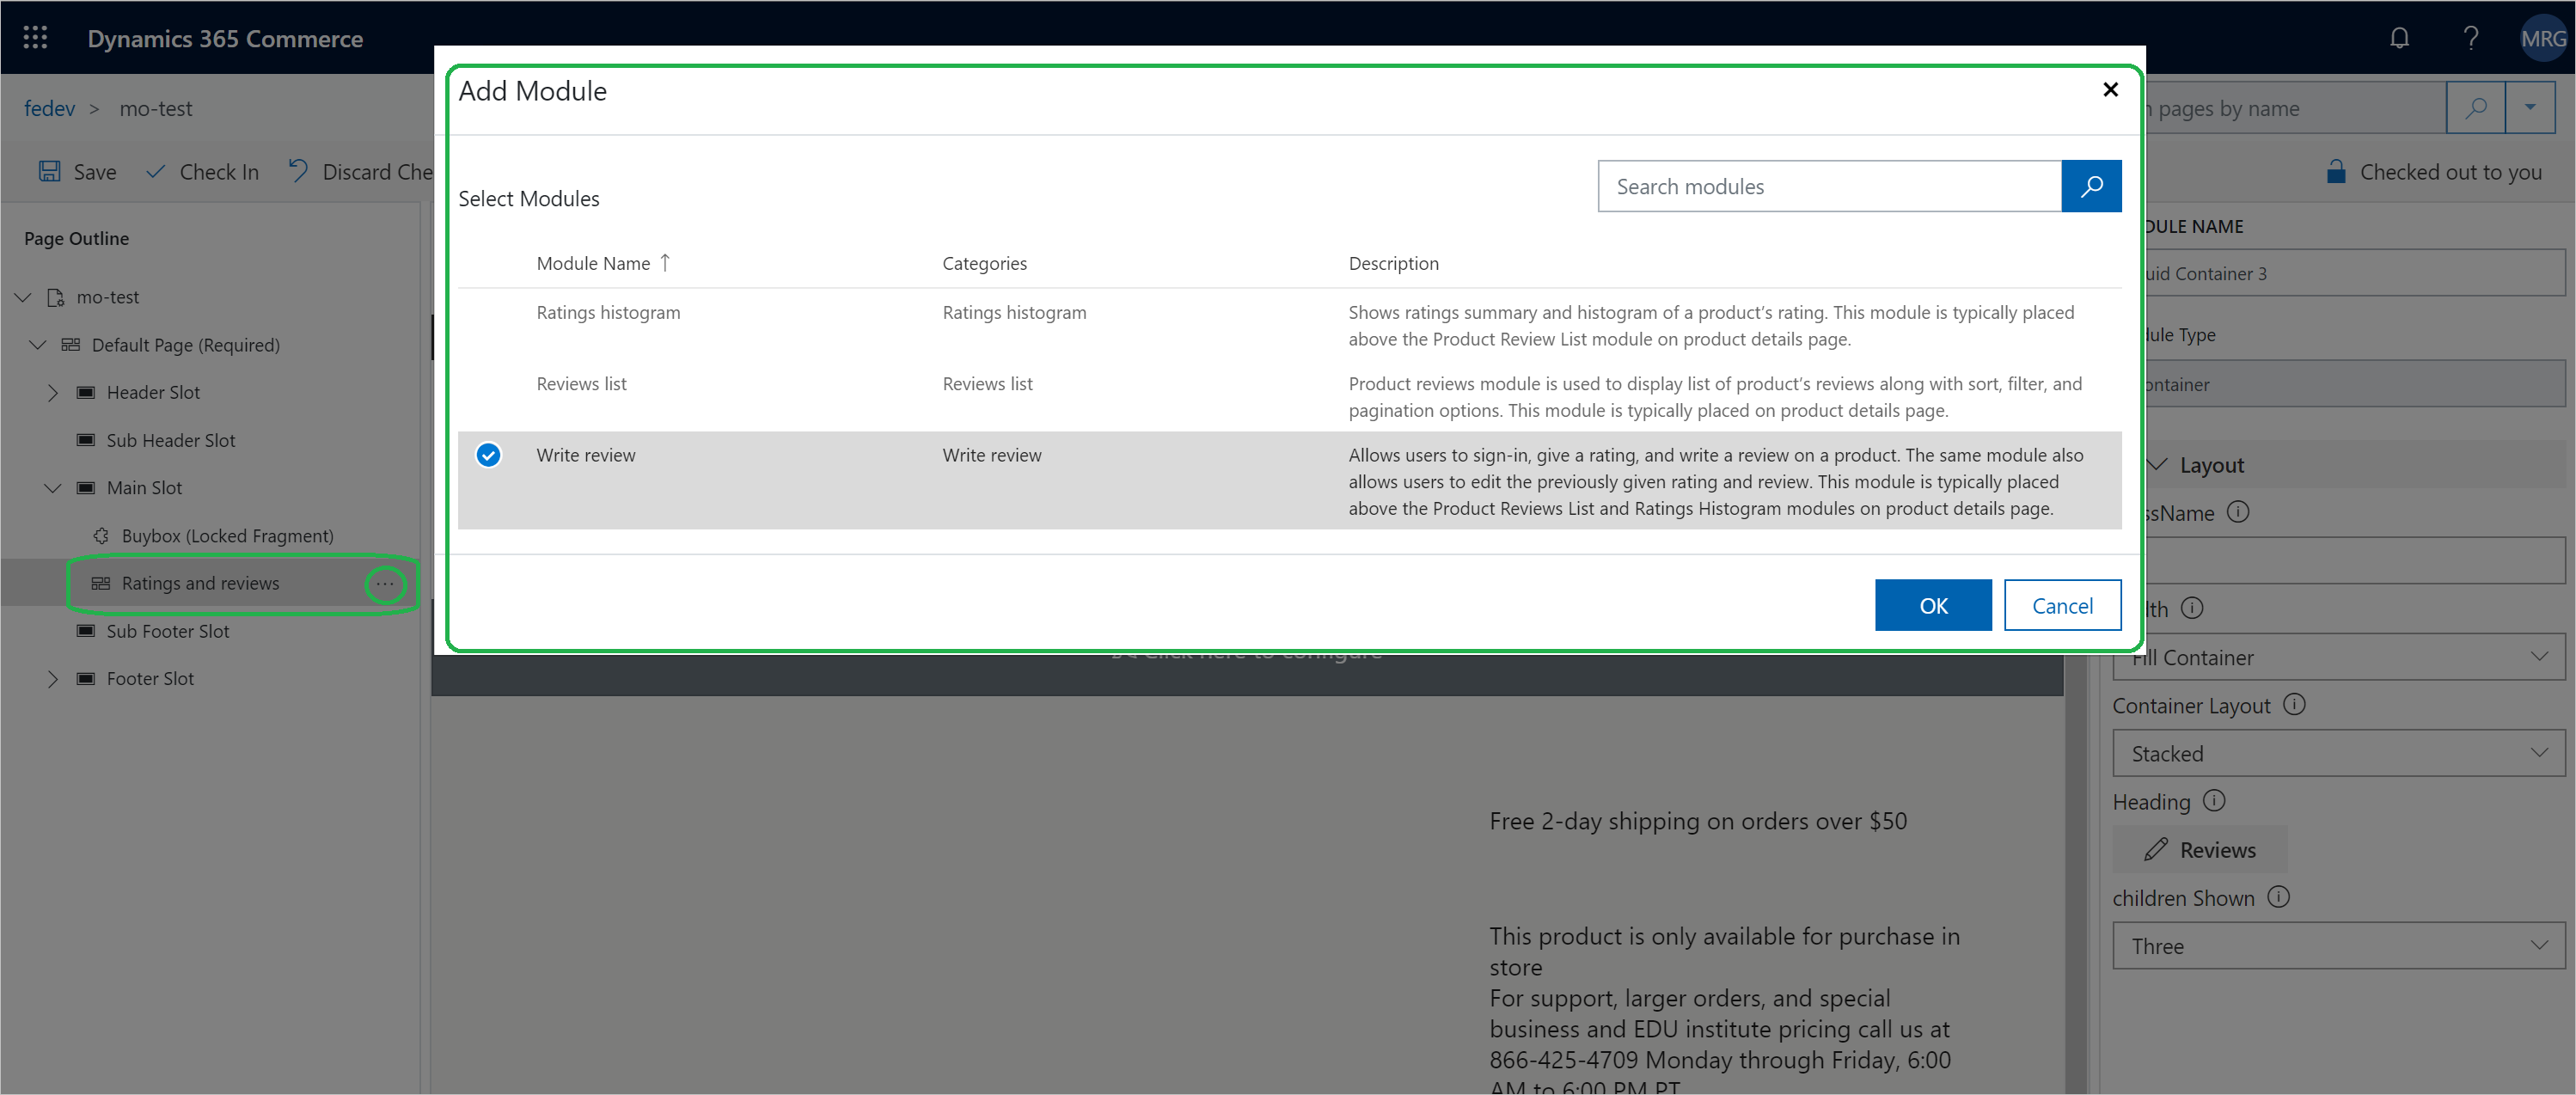 Dynamics 365 Commerce
MRG
fedev > mo-test
pages by name
Save
Check In
Discard Che
Checked out to you
Page Outline
mo-test
Default Page (Required)
Header Slot
Sub Header Slot
Main Slot
Buybox (Locked Fragment)
Ratings and reviews
Sub Footer Slot
Footer Slot
Add Module
Select Modules
Search modules
Module Name ↑ Categories Description
Ratings histogram Ratings histogram Shows ratings summary and histogram of a product's rating. This module is typically placed
above the Product Review List module on product details page.
Reviews list Reviews list Product reviews module is used to display list of product's reviews along with sort, filter, and
pagination options. This module is typically placed on product details page.
Write review Write review Allows users to sign-in, give a rating, and write a review on a product. The same module also
allows users to edit the previously given rating and review. This module is typically placed
above the Product Reviews List and Ratings Histogram modules on product details page.
OK Cancel
Click here to configure
Free 2-day shipping on orders over $50
This product is only available for purchase in
store
For support, larger orders, and special
business and EDU institute pricing call us at
866-425-4709 Monday through Friday, 6:00
AM to 6:00 PM PT
DULE NAME
uid Container 3
ule Type
ontainer
Layout
ssName
th
Fill Container
Container Layout
Stacked
Heading
Reviews
children Shown
Three